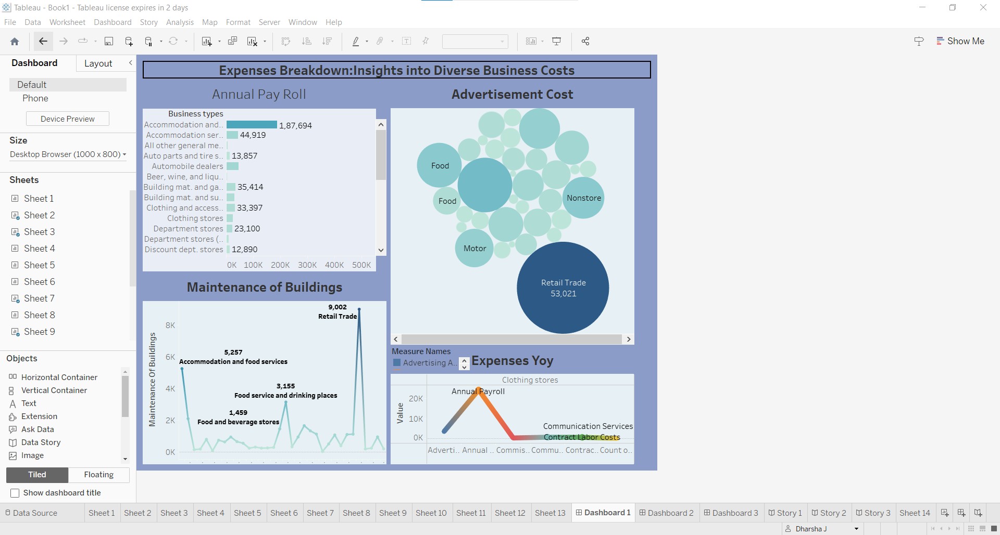 Tableau - Book1 - Tableau license expires in 2 days
File Data Worksheet Dashboard Story Analysis Map Format Server Window Help
Show Me
Dashboard
Layout
Default
Phone
Device Preview
Size
Desktop Browser (1000 x 800)
Sheets
Sheet 1
Sheet 2
Sheet 3
Sheet 4
Sheet 5
Sheet 6
Sheet 7
Sheet 8
Sheet 9
Objects
Horizontal Container
Vertical Container
Text
Extension
Ask Data
Data Story
Image
Tiled
Floating
Show dashboard title
Expenses Breakdown:Insights into Diverse Business Costs
Annual Pay Roll
Business types
Accommodation and.. 1,87,694
Accommodation ser.. 44,919
All other general me..
Auto parts and tire s.. 13,857
Automobile dealers
Beer, wine, and liqu..
Building mat. and ga.. 35,414
Building mat. and su..
Clothing and access.. 33,397
Clothing stores
Department stores 23,100
Department stores (..
Discount dept. stores 12,890
0K 100K 200K 300K 400K 500K
Advertisement Cost
Food
Food
Nonstore
Motor
Retail Trade
53,021
Maintenance of Buildings
Maintenance Of Buildings
8K
6K
4K
2K
0K
9,002
Retail Trade
5,257
Accommodation and food services
3,155
Food service and drinking places
1,459
Food and beverage stores
Measure Names
Advertising A..
Expenses Yoy
Clothing stores
Value
20K
10K
0K
Annual Payroll
Communication Services
Contract Labor Costs
Adverti.. Annual .. Commis.. Commu.. Contrac.. Count o..
Data Source Sheet 1 Sheet 2 Sheet 3 Sheet 4 Sheet 5 Sheet 6 Sheet 7 Sheet 8 Sheet 9 Sheet 10 Sheet 11 Sheet 12 Sheet 13 Dashboard 1 Dashboard 2 Dashboard 3 Story 1 Story 2 Story 3 Sheet 14
Dharsha J